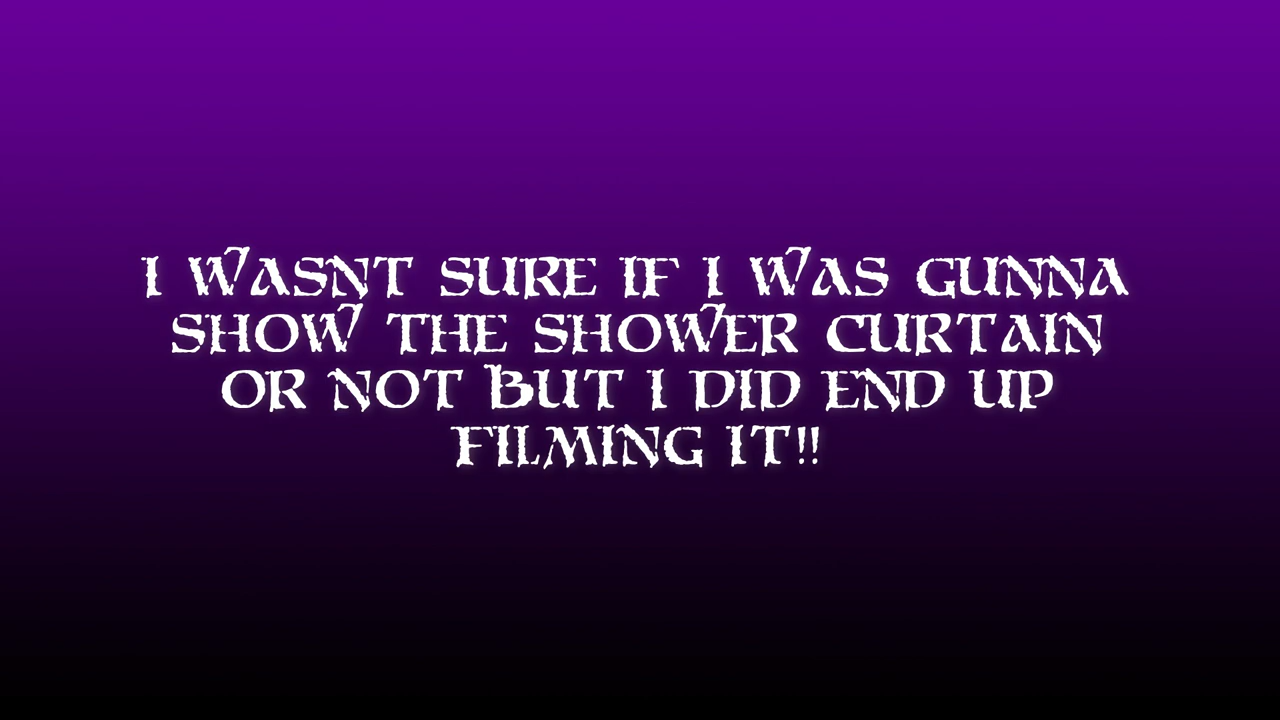 I WASNT SURE IF I WAS GUNNA
SHOW THE SHOWER CURTAIN
OR NOT BUT I DID END UP
FILMING IT!!